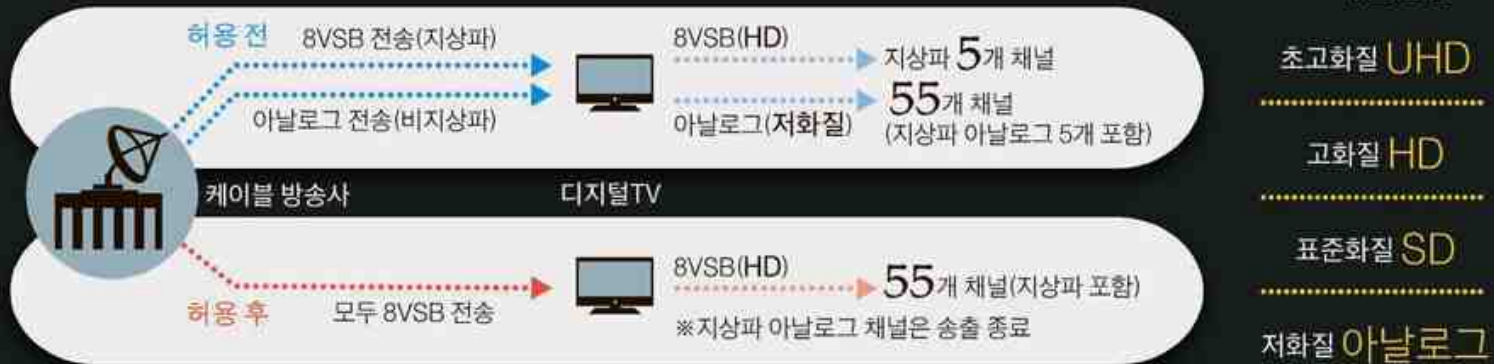 허용 전
8VSB 전송(지상파)
아날로그 전송(비지상파)
8VSB(HD)
지상파 5개 채널
아날로그(저화질)
55개 채널
(지상파 아날로그 5개 포함)
케이블 방송사
디지털TV
허용 후
모두 8VSB 전송
8VSB(HD)
55개 채널(지상파 포함)
※지상파 아날로그 채널은 송출 종료
초고화질 UHD
고화질 HD
표준화질 SD
저화질 아날로그